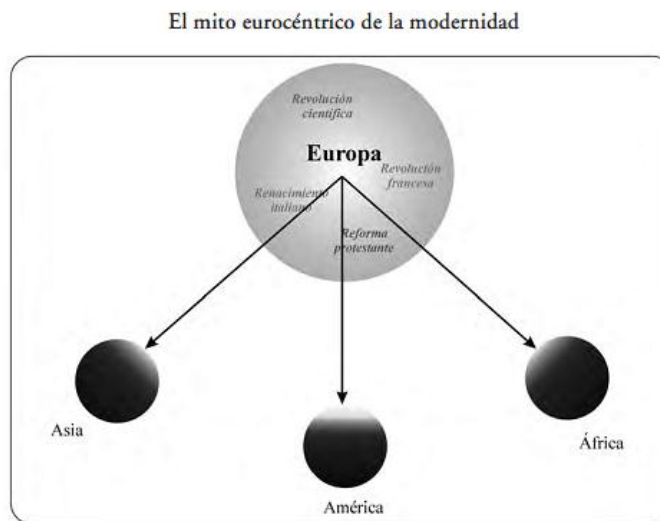 El mito eurocéntrico de la modernidad
Revolución
científica
Europa
Revolución
francesa
Renacimiento
italiano
Reforma
protestante
Asia
América
África